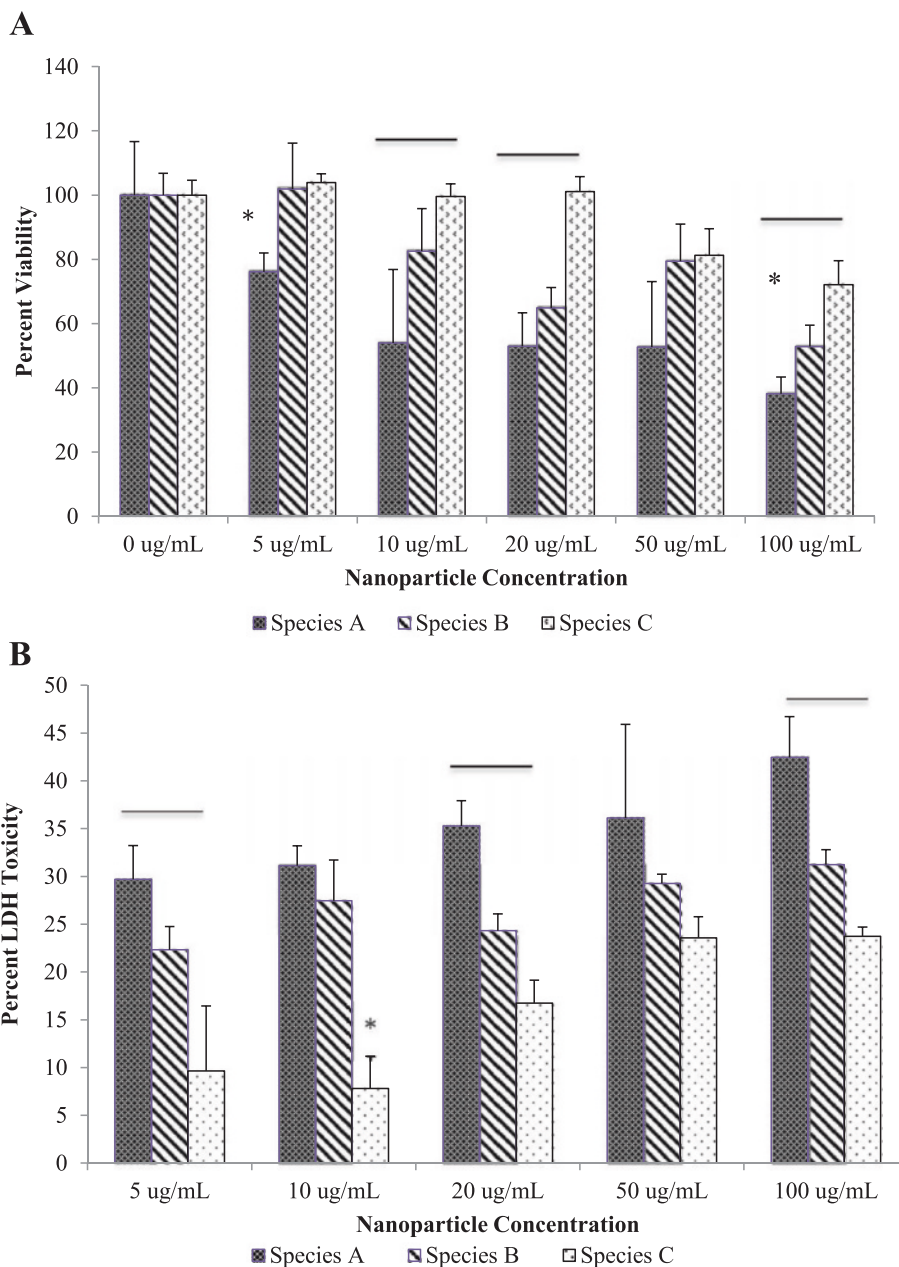 A
140
120
100
80
60
40
20
0
Percent Viability
*
*
0 ug/mL 5 ug/mL 10 ug/mL 20 ug/mL 50 ug/mL 100 ug/mL
Nanoparticle Concentration
Species A Species B Species C
B
50
45
40
35
30
25
20
15
10
5
0
Percent LDH Toxicity
*
5 ug/mL 10 ug/mL 20 ug/mL 50 ug/mL 100 ug/mL
Nanoparticle Concentration
Species A Species B Species C